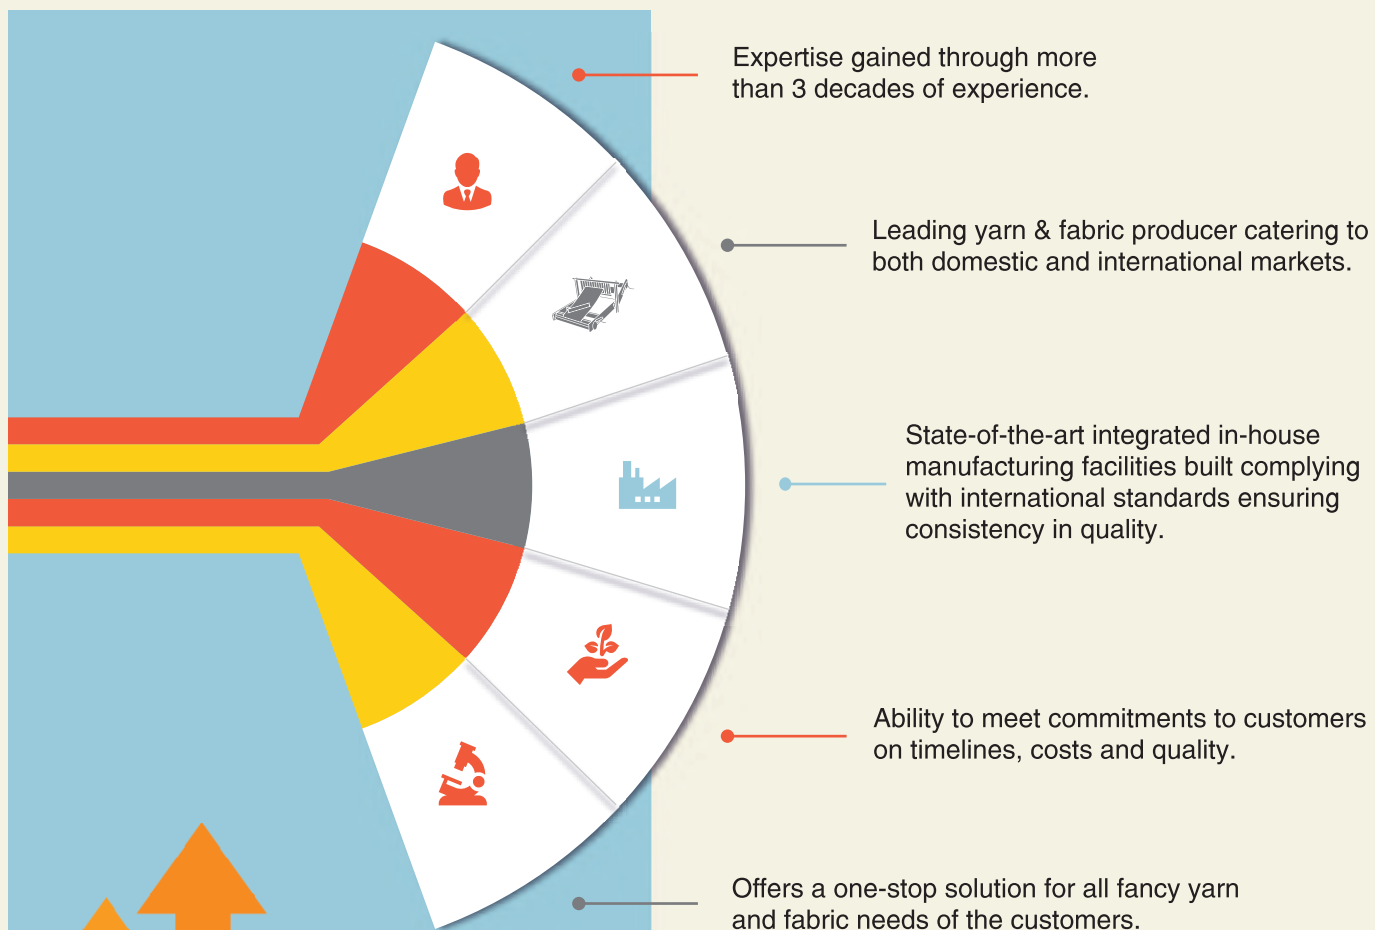 Expertise gained through more
than 3 decades of experience.
Leading yarn & fabric producer catering to
both domestic and international markets.
State-of-the-art integrated in-house
manufacturing facilities built complying
with international standards ensuring
consistency in quality.
Ability to meet commitments to customers
on timelines, costs and quality.
Offers a one-stop solution for all fancy yarn
and fabric needs of the customers.